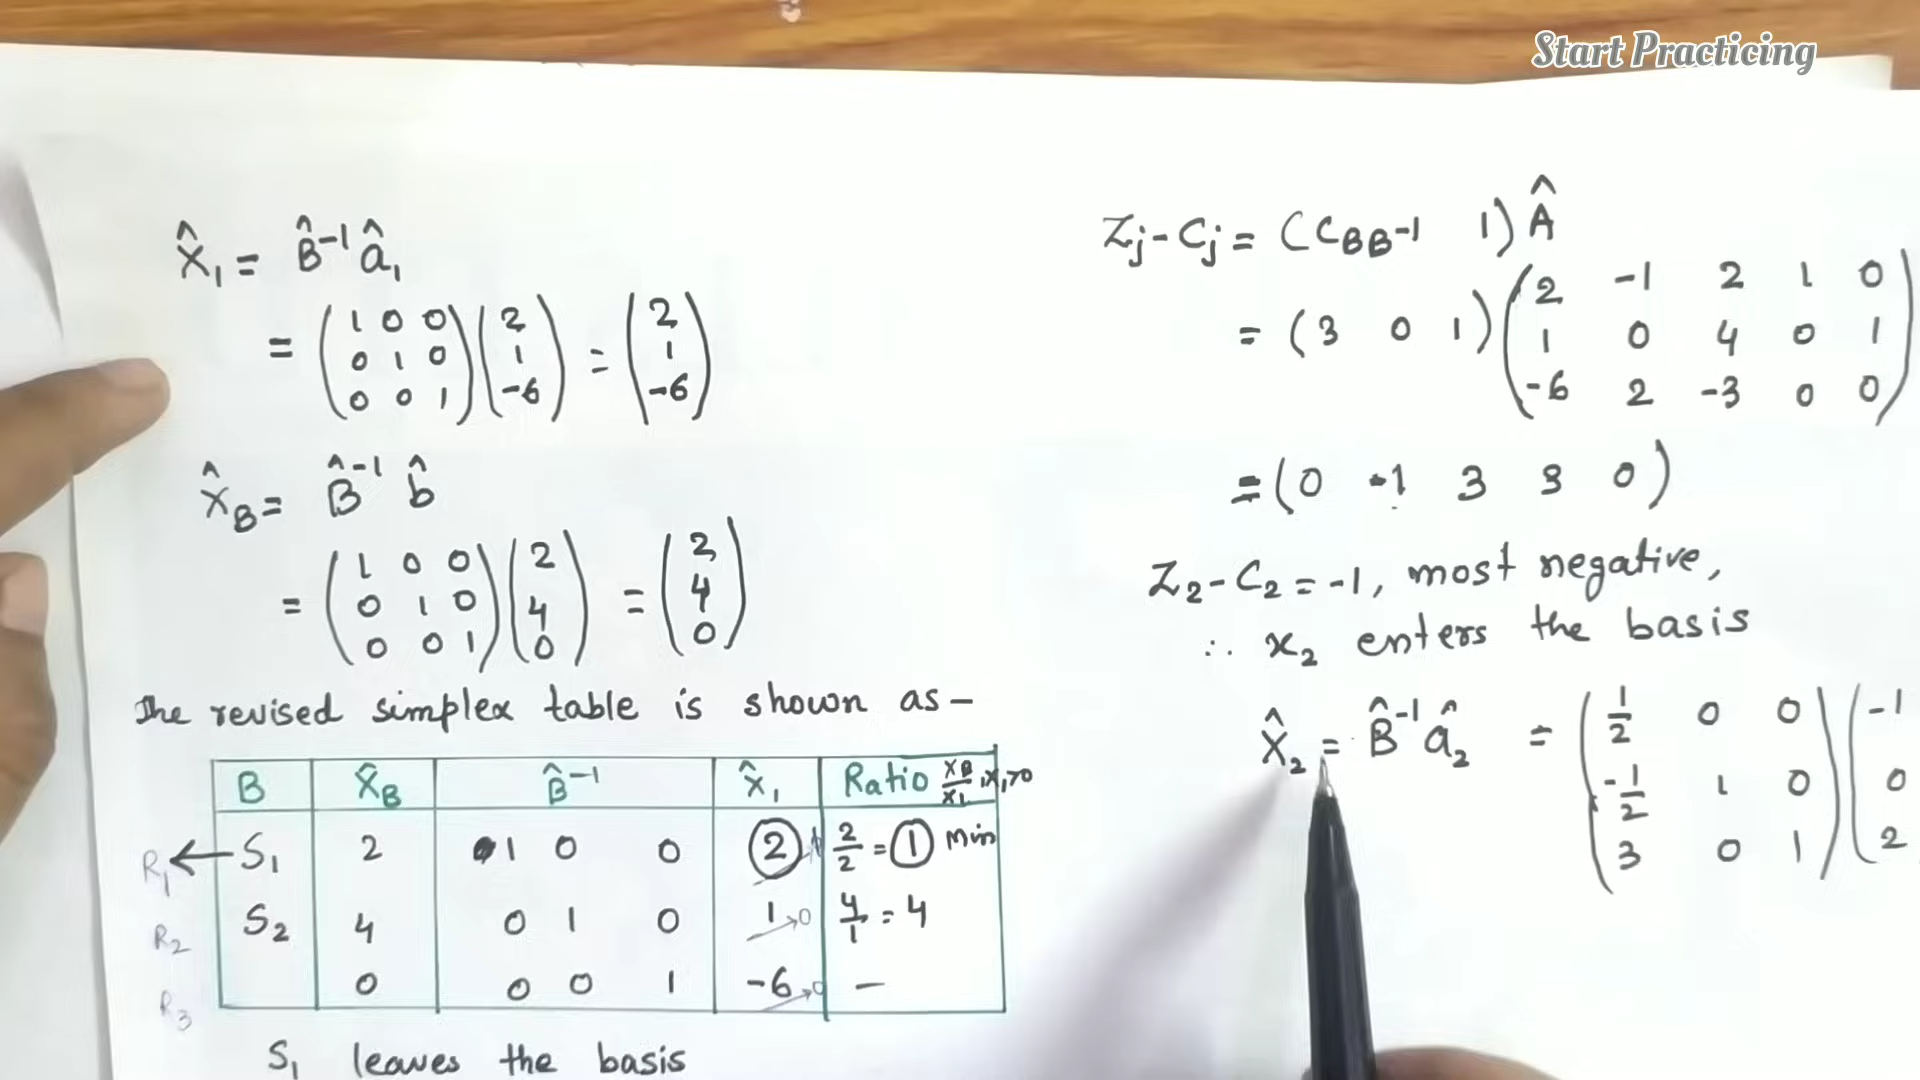 Start Practicing
X̂₁ = B̂⁻¹ â₁
= (1 0 0
0 1 0
0 0 1) (2
1
-6) = (2
1
-6)
X̂B = B̂⁻¹ b̂
= (1 0 0
0 1 0
0 0 1) (2
4
0) = (2
4
0)
The revised simplex table is shown as –
B X̂B B̂⁻¹ X̂₁ Ratio XB/X₁, X₁>0
R₁ ← S₁ 2 1 0 0 2 2/2 = 1 Min
R₂ S₂ 4 0 1 0 1→0 4/1 = 4
R₃ 0 0 0 1 -6→0 —
S₁ leaves the basis
Zj - Cj = (CBB⁻¹ 1) Â
= (3 0 1) (2 -1 2 1 0
1 0 4 0 1
-6 2 -3 0 0)
= (0 -1 3 3 0)
Z₂ - C₂ = -1, most negative,
∴ x₂ enters the basis
X̂₂ = B̂⁻¹ â₂ = (1/2 0 0
-1/2 1 0
3 0 1) (-1
0
2